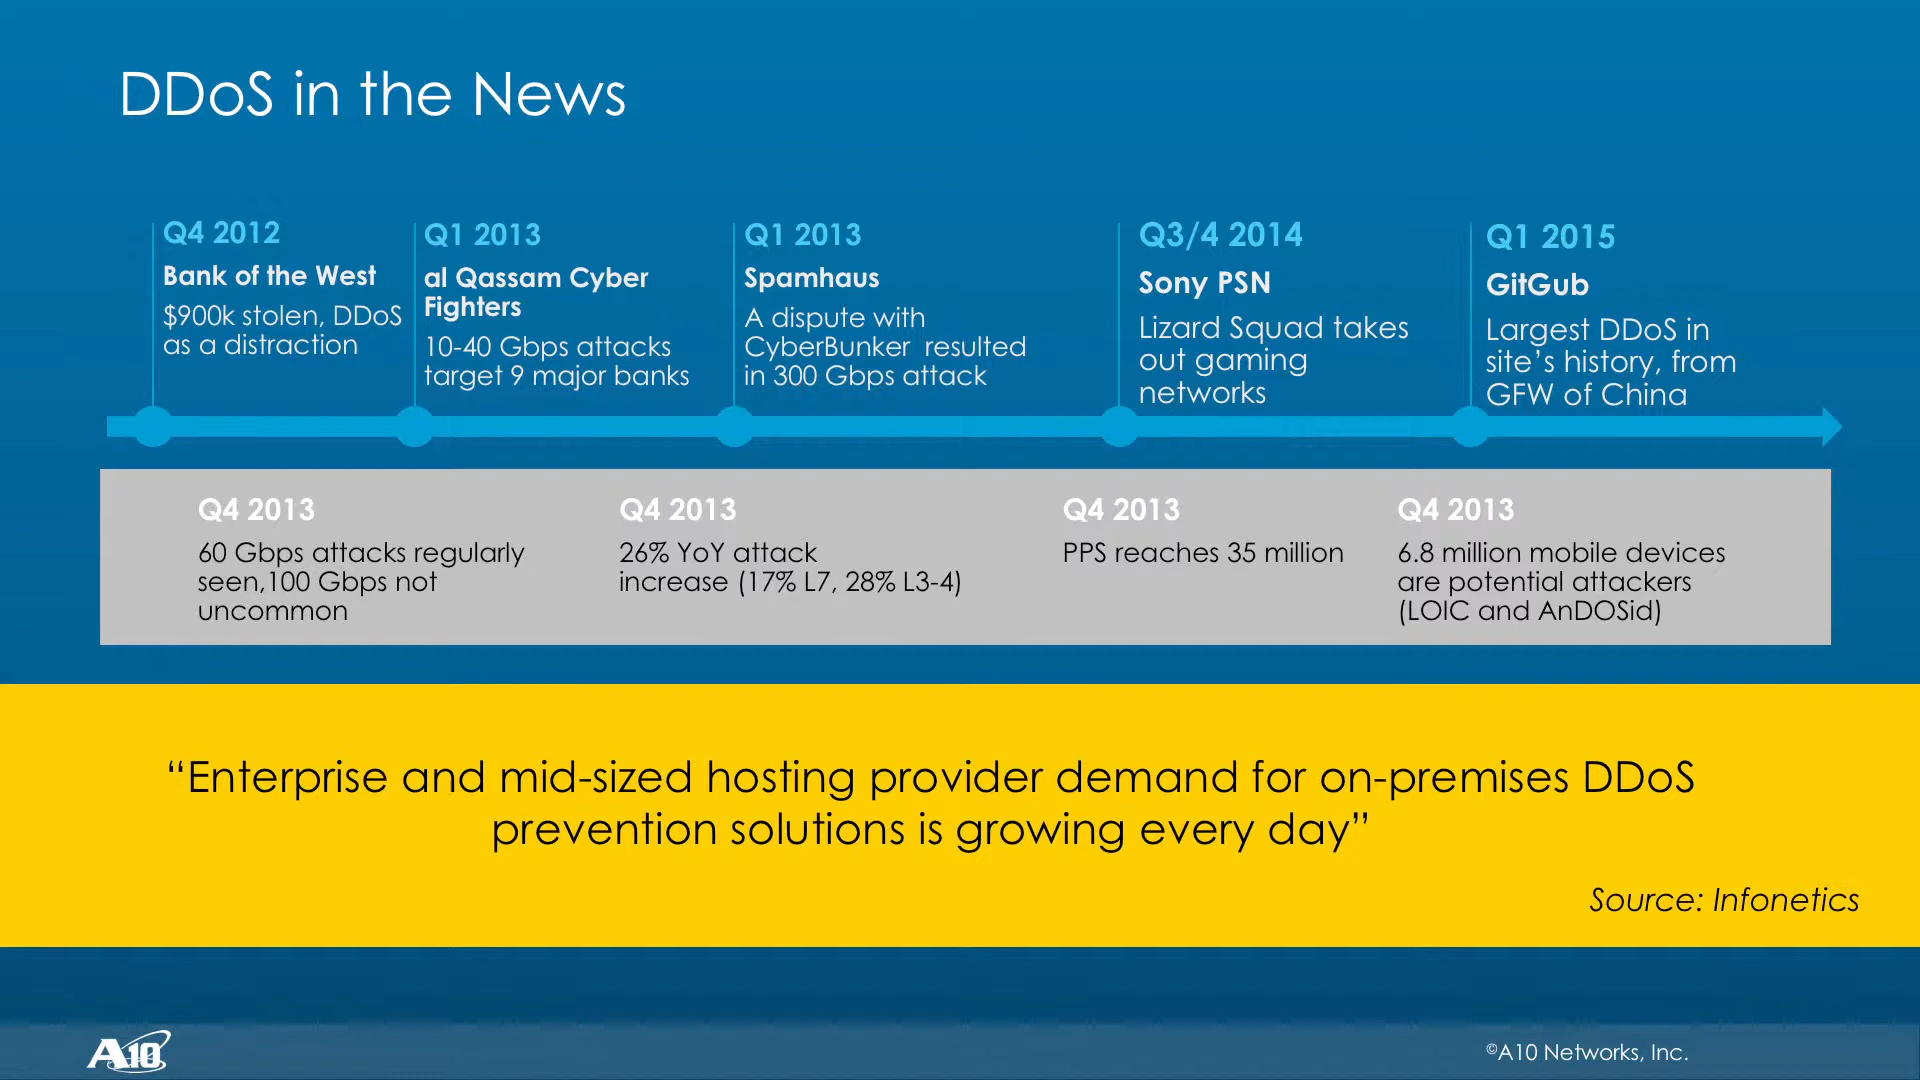 DDoS in the News
Q4 2012
Bank of the West
$900k stolen, DDoS
as a distraction
Q1 2013
al Qassam Cyber
Fighters
10-40 Gbps attacks
target 9 major banks
Q1 2013
Spamhaus
A dispute with
CyberBunker  resulted
in 300 Gbps attack
Q3/4 2014
Sony PSN
Lizard Squad takes
out gaming
networks
Q1 2015
GitGub
Largest DDoS in
site’s history, from
GFW of China
Q4 2013
60 Gbps attacks regularly
seen,100 Gbps not
uncommon
Q4 2013
26% YoY attack
increase (17% L7, 28% L3-4)
Q4 2013
PPS reaches 35 million
Q4 2013
6.8 million mobile devices
are potential attackers
(LOIC and AnDOSid)
“Enterprise and mid-sized hosting provider demand for on-premises DDoS
prevention solutions is growing every day”
Source: Infonetics
A10
©A10 Networks, Inc.